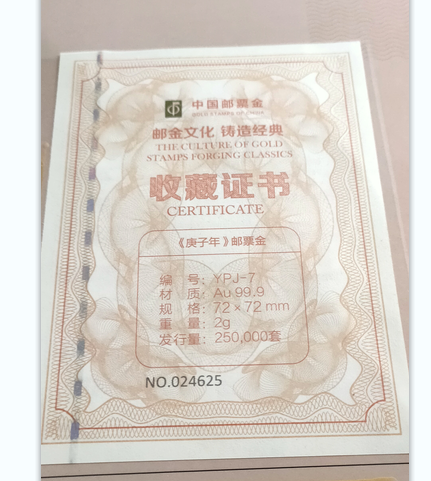 中国邮票金
GOLD STAMPS OF CHINA
邮金文化 铸造经典
THE CULTURE OF GOLD
STAMPS FORGING CLASSICS
收藏证书
CERTIFICATE
《庚子年》邮票金
编 号：YPJ-7
材 质：Au 99.9
规 格：72×72mm
重 量：2g
发行量：250,000套
NO.024625